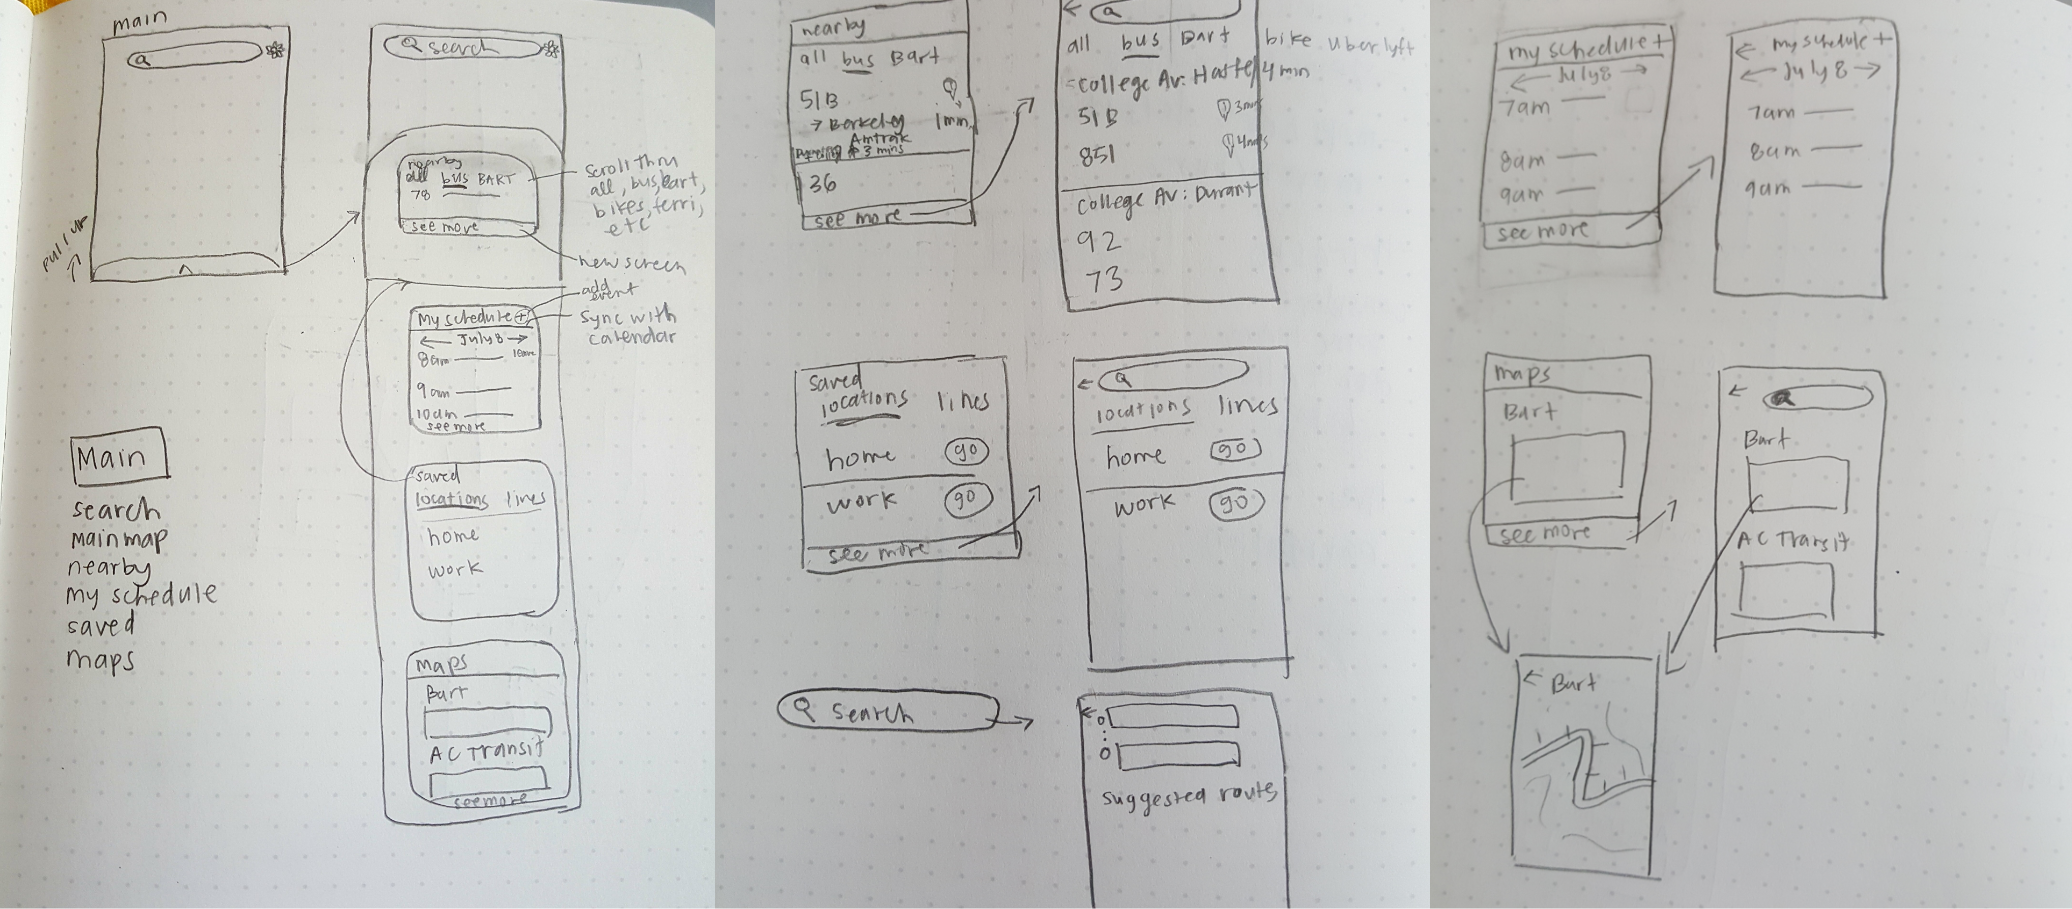 main
pull up
search
nearby
all bus BART
78
see more
scroll thru
all, bus, bart,
bikes, ferri,
etc
new screen
add
event
sync with
calendar
My schedule +
July 8
8am leave
9am
10am
see more
saved
locations lines
home
work
maps
Bart
AC Transit
see more
Main
search
main map
nearby
my schedule
saved
maps
nearby
all bus Bart
51B
→ Berkeley 1 min
Amtrak
3 mins
36
see more
all bus Bart bike uber lyft
College Av: 4 min
51B 3
851 4
College Av: Durant
92
73
saved
locations lines
home go
work go
see more
locations lines
home go
work go
search
suggested routes
my schedule +
← July 8 →
7am
8am
9am
see more
← my schedule +
← July 8 →
7am
8am
9am
maps
Bart
see more
Bart
AC Transit
← Bart